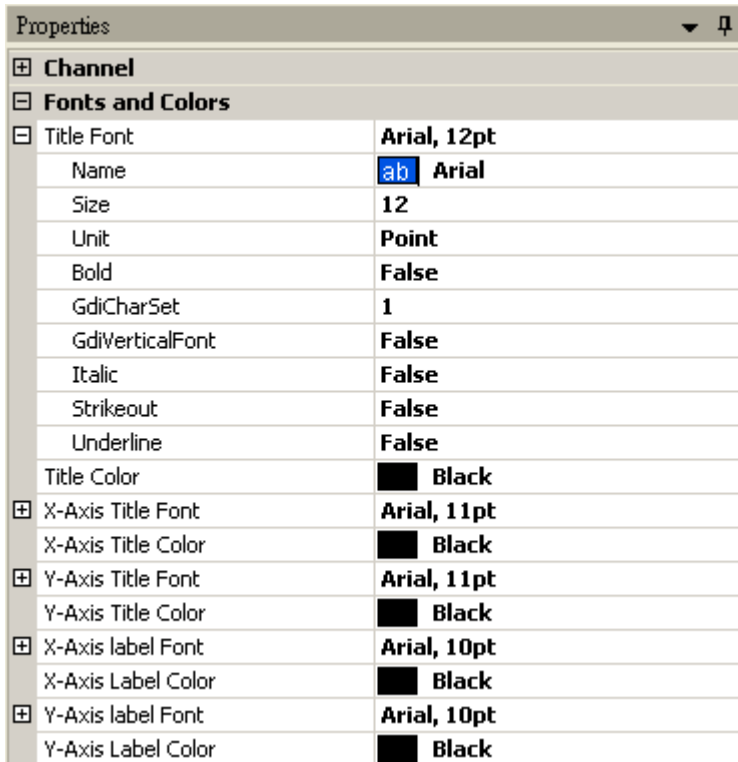 Properties
Channel
Fonts and Colors
Title Font Arial, 12pt
Name ab Arial
Size 12
Unit Point
Bold False
GdiCharSet 1
GdiVerticalFont False
Italic False
Strikeout False
Underline False
Title Color Black
X-Axis Title Font Arial, 11pt
X-Axis Title Color Black
Y-Axis Title Font Arial, 11pt
Y-Axis Title Color Black
X-Axis label Font Arial, 10pt
X-Axis Label Color Black
Y-Axis label Font Arial, 10pt
Y-Axis Label Color Black